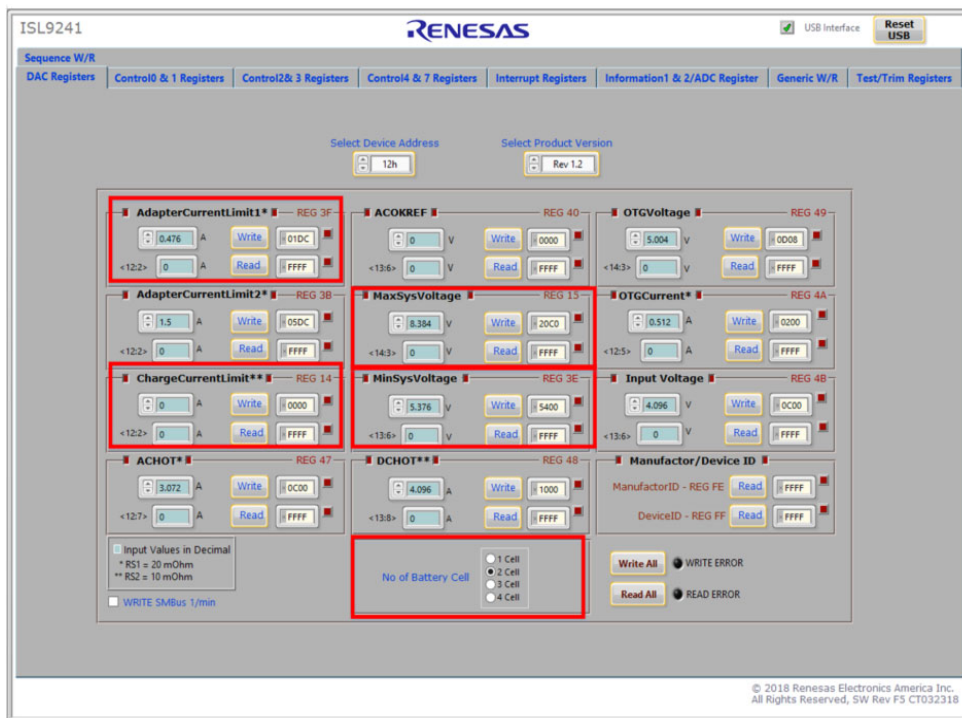 ISL9241
RENESAS
USB Interface
Reset USB
Sequence W/R
DAC Registers
Control0 & 1 Registers
Control2& 3 Registers
Control4 & 7 Registers
Interrupt Registers
Information1 & 2/ADC Register
Generic W/R
Test/Trim Registers
Select Device Address
12h
Select Product Version
Rev 1.2
AdapterCurrentLimit1* REG 3F
0.476 A Write 01DC
<12:2> 0 A Read FFFF
ACOKREF REG 40
0 V Write 0000
<13:6> 0 V Read FFFF
OTGVoltage REG 49
5.004 V Write 0D08
<14:3> 0 V Read FFFF
AdapterCurrentLimit2* REG 3B
1.5 A Write 05DC
<12:2> 0 A Read FFFF
MaxSysVoltage REG 15
8.384 V Write 20C0
<14:3> 0 V Read FFFF
OTGCurrent* REG 4A
0.512 A Write 0200
<12:5> 0 A Read FFFF
ChargeCurrentLimit** REG 14
0 A Write 0000
<12:2> 0 A Read FFFF
MinSysVoltage REG 3E
5.376 V Write 5400
<13:6> 0 V Read FFFF
Input Voltage REG 4B
4.096 V Write 0C00
<13:6> 0 V Read FFFF
ACHOT* REG 47
3.072 A Write 0C00
<12:7> 0 A Read FFFF
DCHOT** REG 48
4.096 A Write 1000
<13:8> 0 A Read FFFF
Manufactor/Device ID
ManufactorID - REG FE Read FFFF
DeviceID - REG FF Read FFFF
Input Values in Decimal
* RS1 = 20 mOhm
** RS2 = 10 mOhm
WRITE SMBus 1/min
No of Battery Cell
1 Cell
2 Cell
3 Cell
4 Cell
Write All WRITE ERROR
Read All READ ERROR
© 2018 Renesas Electronics America Inc.
All Rights Reserved, SW Rev F5 CT032318